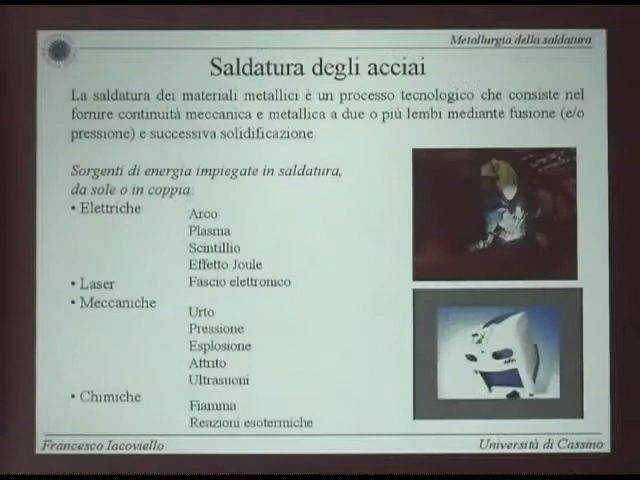 Metallurgia della saldatura
Saldatura degli acciai
La saldatura dei materiali metallici è un processo tecnologico che consiste nel
fornire continuità meccanica e metallica a due o più lembi mediante fusione (e/o
pressione) e successiva solidificazione.
Sorgenti di energia impiegate in saldatura,
da sole o in coppia:
• Elettriche
Arco
Plasma
Scintillio
Effetto Joule
Fascio elettronico
• Laser
• Meccaniche
Urto
Pressione
Esplosione
Attrito
Ultrasuoni
• Chimiche
Fiamma
Reazioni esotermiche
Francesco Iacoviello
Università di Cassino